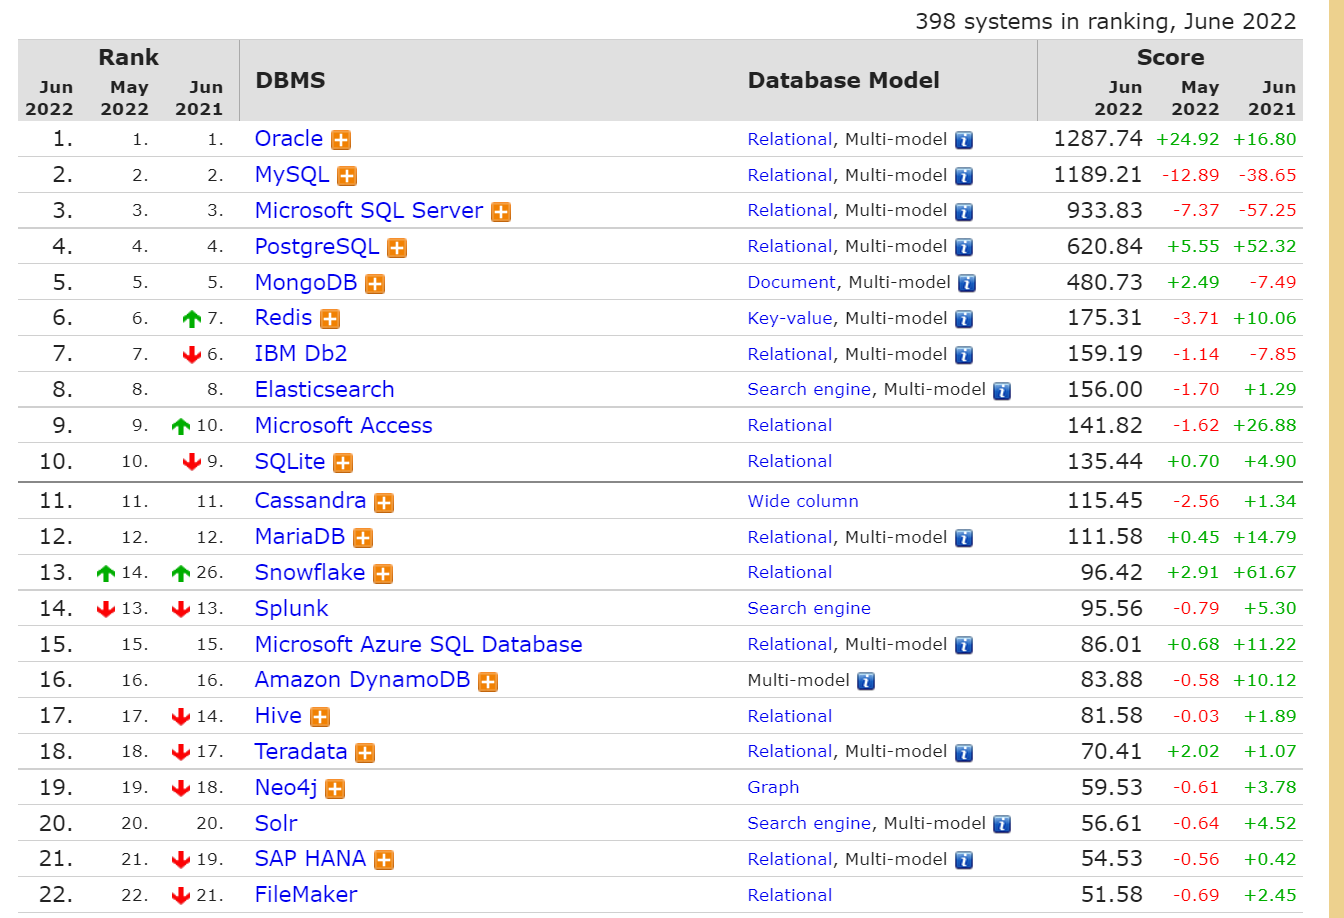 398 systems in ranking, June 2022
Rank DBMS Database Model Score
Jun 2022 May 2022 Jun 2021 Jun 2022 May 2022 Jun 2021
1. 1. 1. Oracle Relational, Multi-model 1287.74 +24.92 +16.80
2. 2. 2. MySQL Relational, Multi-model 1189.21 -12.89 -38.65
3. 3. 3. Microsoft SQL Server Relational, Multi-model 933.83 -7.37 -57.25
4. 4. 4. PostgreSQL Relational, Multi-model 620.84 +5.55 +52.32
5. 5. 5. MongoDB Document, Multi-model 480.73 +2.49 -7.49
6. 6. 7. Redis Key-value, Multi-model 175.31 -3.71 +10.06
7. 7. 6. IBM Db2 Relational, Multi-model 159.19 -1.14 -7.85
8. 8. 8. Elasticsearch Search engine, Multi-model 156.00 -1.70 +1.29
9. 9. 10. Microsoft Access Relational 141.82 -1.62 +26.88
10. 10. 9. SQLite Relational 135.44 +0.70 +4.90
11. 11. 11. Cassandra Wide column 115.45 -2.56 +1.34
12. 12. 12. MariaDB Relational, Multi-model 111.58 +0.45 +14.79
13. 14. 26. Snowflake Relational 96.42 +2.91 +61.67
14. 13. 13. Splunk Search engine 95.56 -0.79 +5.30
15. 15. 15. Microsoft Azure SQL Database Relational, Multi-model 86.01 +0.68 +11.22
16. 16. 16. Amazon DynamoDB Multi-model 83.88 -0.58 +10.12
17. 17. 14. Hive Relational 81.58 -0.03 +1.89
18. 18. 17. Teradata Relational, Multi-model 70.41 +2.02 +1.07
19. 19. 18. Neo4j Graph 59.53 -0.61 +3.78
20. 20. 20. Solr Search engine, Multi-model 56.61 -0.64 +4.52
21. 21. 19. SAP HANA Relational, Multi-model 54.53 -0.56 +0.42
22. 22. 21. FileMaker Relational 51.58 -0.69 +2.45